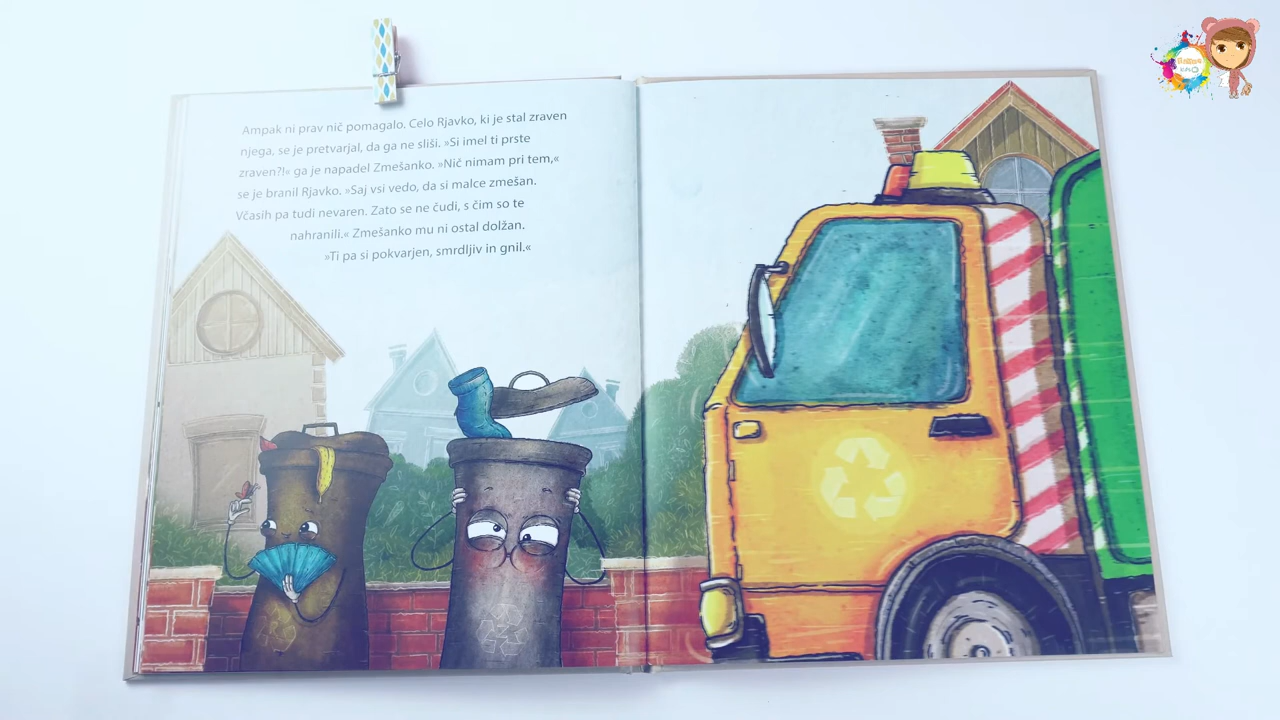 Ampak ni prav nič pomagalo. Celo Rjavko, ki je stal zraven
njega, se je pretvarjal, da ga ne sliši. »Si imel ti prste
zraven?!« ga je napadel Zmešanko. »Nič nimam pri tem,«
se je branil Rjavko. »Saj vsi vedo, da si malce zmešan.
Včasih pa tudi nevaren. Zato se ne čudi, s čim so te
nahranili.« Zmešanko mu ni ostal dolžan.
»Ti pa si pokvarjen, smrdljiv in gnil.«